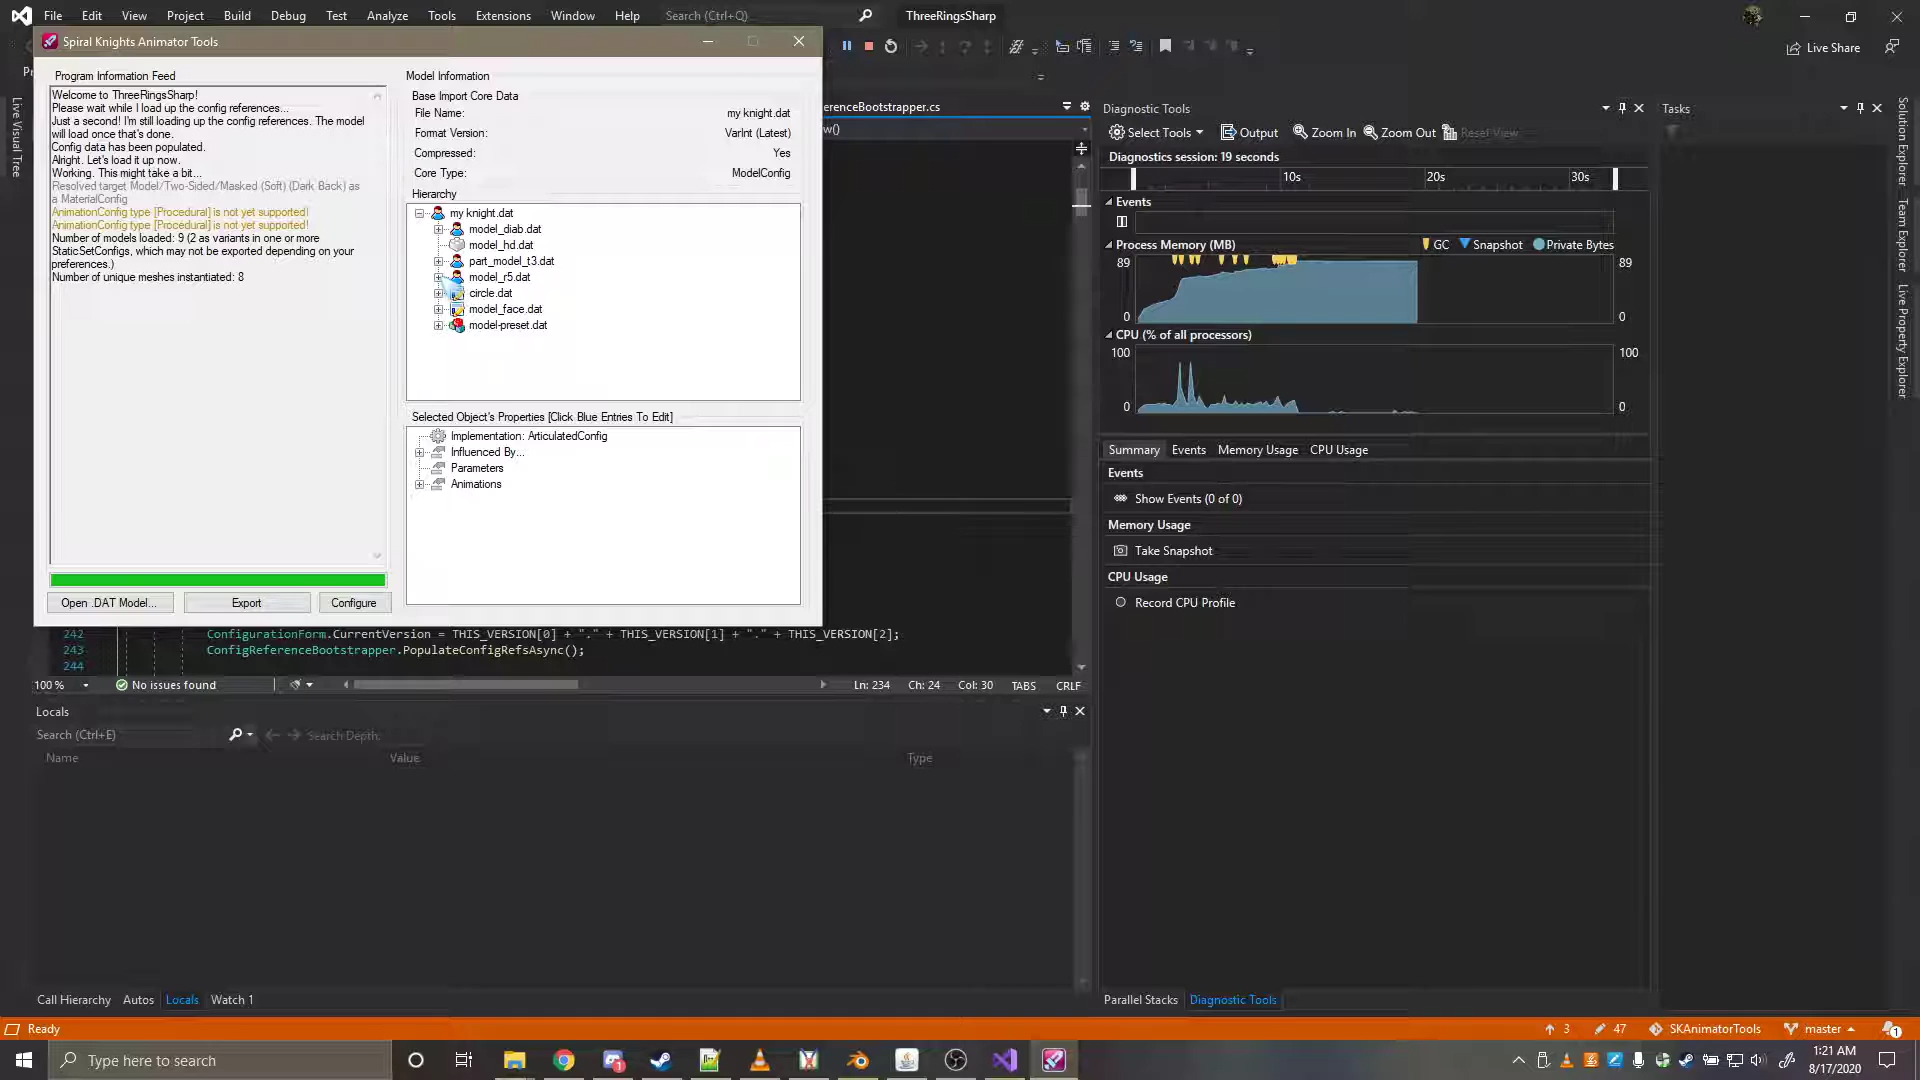 File Edit View Project Build Debug Test Analyze Tools Extensions Window Help Search (Ctrl+Q) ThreeRingsSharp
Live Share
Spiral Knights Animator Tools
Program Information Feed
Welcome to ThreeRingsSharp!
Please wait while I load up the config references...
Just a second! I'm still loading up the config references. The model
will load once that's done.
Config data has been populated.
Alright. Let's load it up now.
Working. This might take a bit...
Resolved target Model/Two-Sided/Masked (Soft) (Dark Back) as
a MaterialConfig
AnimationConfig type [Procedural] is not yet supported!
AnimationConfig type [Procedural] is not yet supported!
Number of models loaded: 9 (2 as variants in one or more
StaticSetConfigs, which may not be exported depending on your
preferences.)
Number of unique meshes instantiated: 8
Open .DAT Model... Export Configure
Model Information
Base Import Core Data
File Name: my knight.dat
Format Version: VarInt (Latest)
Compressed: Yes
Core Type: ModelConfig
Hierarchy
my knight.dat
model_diab.dat
model_hd.dat
part_model_t3.dat
model_r5.dat
circle.dat
model_face.dat
model-preset.dat
Selected Object's Properties [Click Blue Entries To Edit]
Implementation: ArticulatedConfig
Influenced By...
Parameters
Animations
Live Visual Tree
erenceBootstrapper.cs
w()
242 ConfigurationForm.CurrentVersion = THIS_VERSION[0] + "." + THIS_VERSION[1] + "." + THIS_VERSION[2];
243 ConfigReferenceBootstrapper.PopulateConfigRefsAsync();
244
100 % No issues found Ln: 234 Ch: 24 Col: 30 TABS CRLF
Locals
Search (Ctrl+E) Search Depth:
Name Value Type
Call Hierarchy Autos Locals Watch 1
Diagnostic Tools
Select Tools Output Zoom In Zoom Out Reset View
Diagnostics session: 19 seconds
10s 20s 30s
Events
Process Memory (MB) GC Snapshot Private Bytes
89 89
0 0
CPU (% of all processors)
100 100
0 0
Summary Events Memory Usage CPU Usage
Events
Show Events (0 of 0)
Memory Usage
Take Snapshot
CPU Usage
Record CPU Profile
Parallel Stacks Diagnostic Tools
Tasks
Solution Explorer
Team Explorer
Live Property Explorer
Ready 3 47 SKAnimatorTools master 1
Type here to search
1:21 AM
8/17/2020